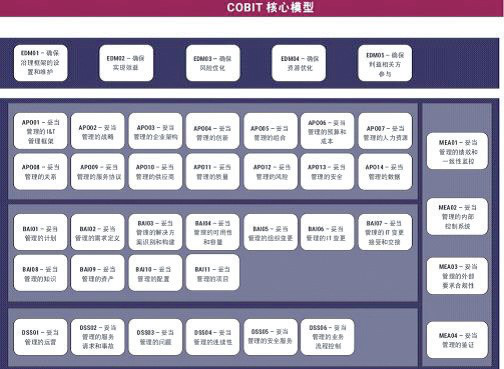 COBIT 核心模型
EDM01 – 确保
治理框架的设
置和维护
EDM02 – 确保
实现效益
EDM03 – 确保
风险优化
EDM04 – 确保
资源优化
EDM05 – 确保
利益相关方
参与
APO01 – 妥当
管理的 I&T
管理框架
APO02 – 妥当
管理的战略
APO03 – 妥当
管理的企业架构
APO04 – 妥当
管理的创新
APO05 – 妥当
管理的组合
APO06 – 妥当
管理的预算和
成本
APO07 – 妥当
管理的人力资源
APO08 – 妥当
管理的关系
APO09 – 妥当
管理的服务协议
APO10 – 妥当
管理的供应商
APO11 – 妥当
管理的质量
APO12 – 妥当
管理的风险
APO13 – 妥当
管理的安全
APO14 – 妥当
管理的数据
BAI01 – 妥当
管理的计划
BAI02 – 妥当
管理的需求定义
BAI03 – 妥当
管理的解决方
案识别和构建
BAI04 – 妥当
管理的可用性
和容量
BAI05 – 妥当
管理的组织变更
BAI06 – 妥当
管理的 IT 变更
BAI07 – 妥当
管理的 IT 变更
接受和交接
BAI08 – 妥当
管理的知识
BAI09 – 妥当
管理的资产
BAI10 – 妥当
管理的配置
BAI11 – 妥当
管理的项目
DSS01 – 妥当
管理的运营
DSS02 – 妥当
管理的服务
请求和事故
DSS03 – 妥当
管理的问题
DSS04 – 妥当
管理的连续性
DSS05 – 妥当
管理的安全服务
DSS06 – 妥当
管理的业务
流程控制
MEA01 – 妥当
管理的绩效和
一致性监控
MEA02 – 妥当
管理的内部
控制系统
MEA03 – 妥当
管理的外部
要求合规性
MEA04 – 妥当
管理的鉴证